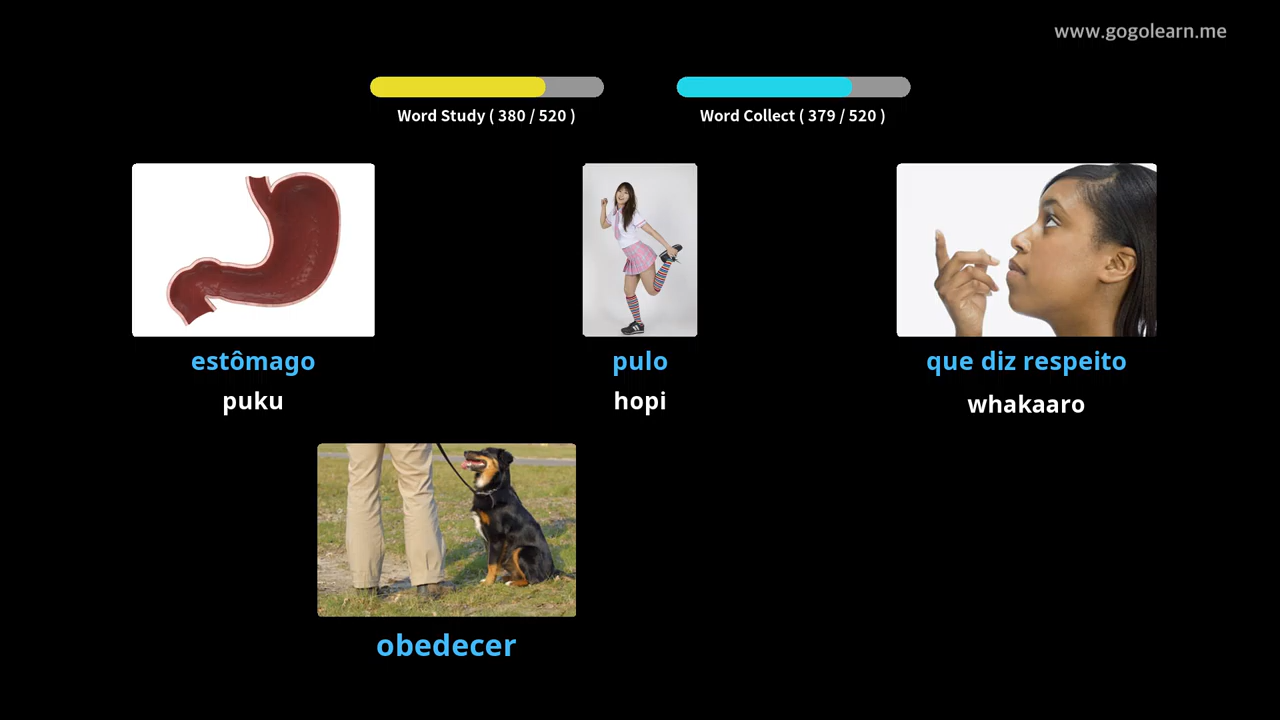 www.gogolearn.me
Word Study ( 380 / 520 )
Word Collect ( 379 / 520 )
estômago
pulo
que diz respeito
puku
hopi
whakaaro
obedecer